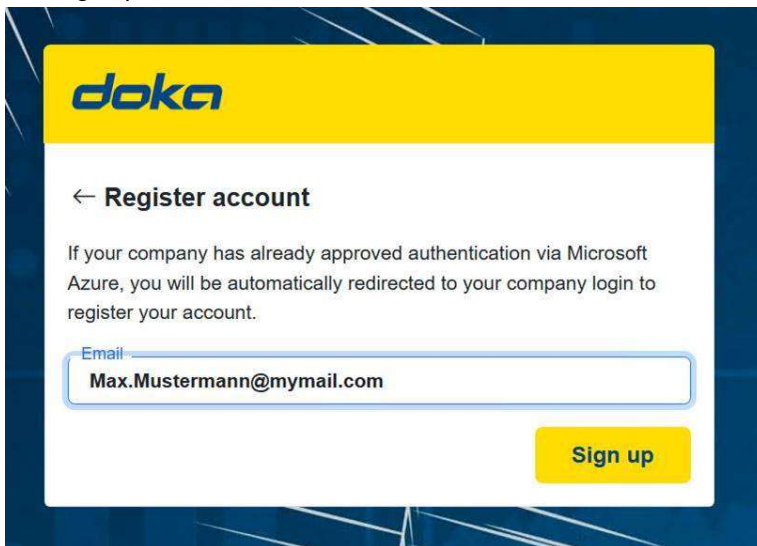 doka
← Register account
If your company has already approved authentication via Microsoft
Azure, you will be automatically redirected to your company login to
register your account.
Email
Max.Mustermann@mymail.com
Sign up